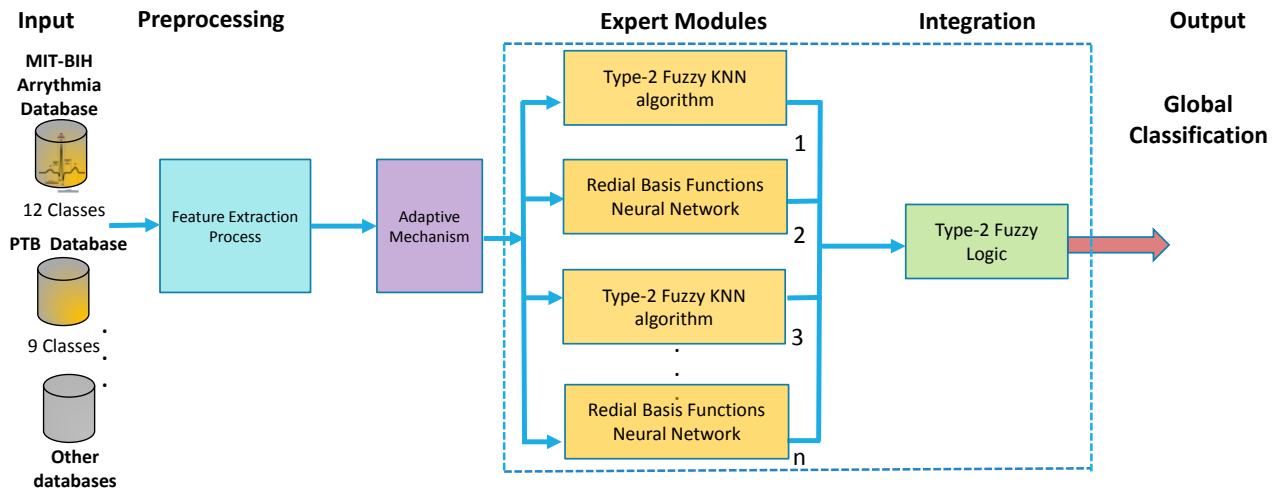 Input
Preprocessing
Expert Modules
Integration
Output
MIT-BIH
Arrythmia
Database
12 Classes
PTB Database
9 Classes
Other
databases
Feature Extraction
Process
Adaptive
Mechanism
Type-2 Fuzzy KNN
algorithm
1
Redial Basis Functions
Neural Network
2
Type-2 Fuzzy KNN
algorithm
3
Redial Basis Functions
Neural Network
n
Type-2 Fuzzy
Logic
Global
Classification